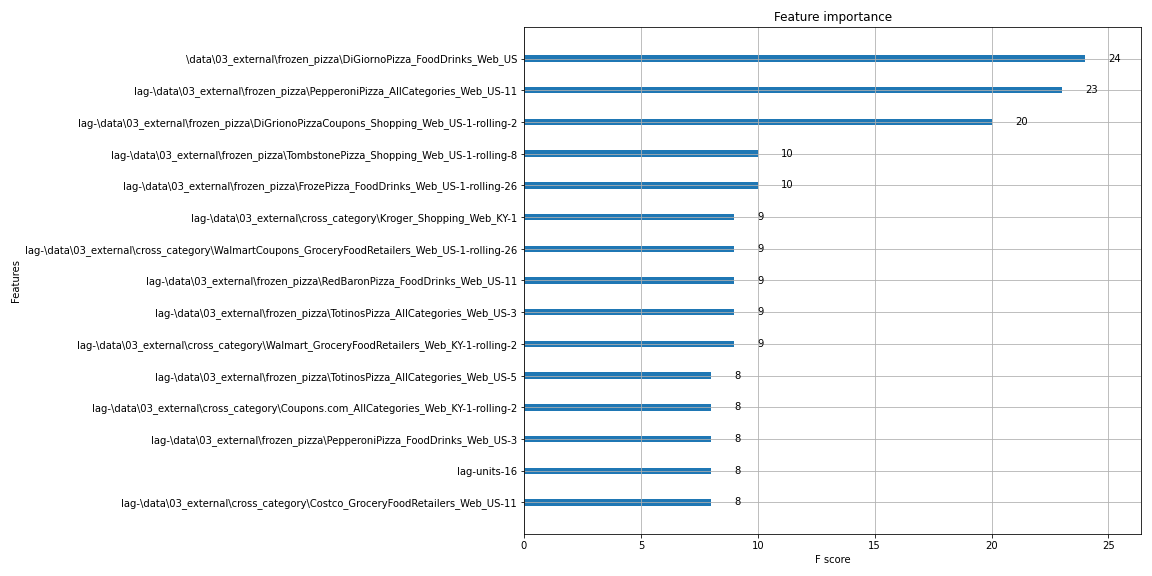 Feature importance
\data\03_external\frozen_pizza\DiGiornoPizza_FoodDrinks_Web_US 24
lag-\data\03_external\frozen_pizza\PepperoniPizza_AllCategories_Web_US-11 23
lag-\data\03_external\frozen_pizza\DiGrionoPizzaCoupons_Shopping_Web_US-1-rolling-2 20
lag-\data\03_external\frozen_pizza\TombstonePizza_Shopping_Web_US-1-rolling-8 10
lag-\data\03_external\frozen_pizza\FrozePizza_FoodDrinks_Web_US-1-rolling-26 10
lag-\data\03_external\cross_category\Kroger_Shopping_Web_KY-1 9
lag-\data\03_external\cross_category\WalmartCoupons_GroceryFoodRetailers_Web_US-1-rolling-26 9
lag-\data\03_external\frozen_pizza\RedBaronPizza_FoodDrinks_Web_US-11 9
lag-\data\03_external\frozen_pizza\TotinosPizza_AllCategories_Web_US-3 9
lag-\data\03_external\cross_category\Walmart_GroceryFoodRetailers_Web_KY-1-rolling-2 9
lag-\data\03_external\frozen_pizza\TotinosPizza_AllCategories_Web_US-5 8
lag-\data\03_external\cross_category\Coupons.com_AllCategories_Web_KY-1-rolling-2 8
lag-\data\03_external\frozen_pizza\PepperoniPizza_FoodDrinks_Web_US-3 8
lag-units-16 8
lag-\data\03_external\cross_category\Costco_GroceryFoodRetailers_Web_US-11 8
Features
0 5 10 15 20 25
F score